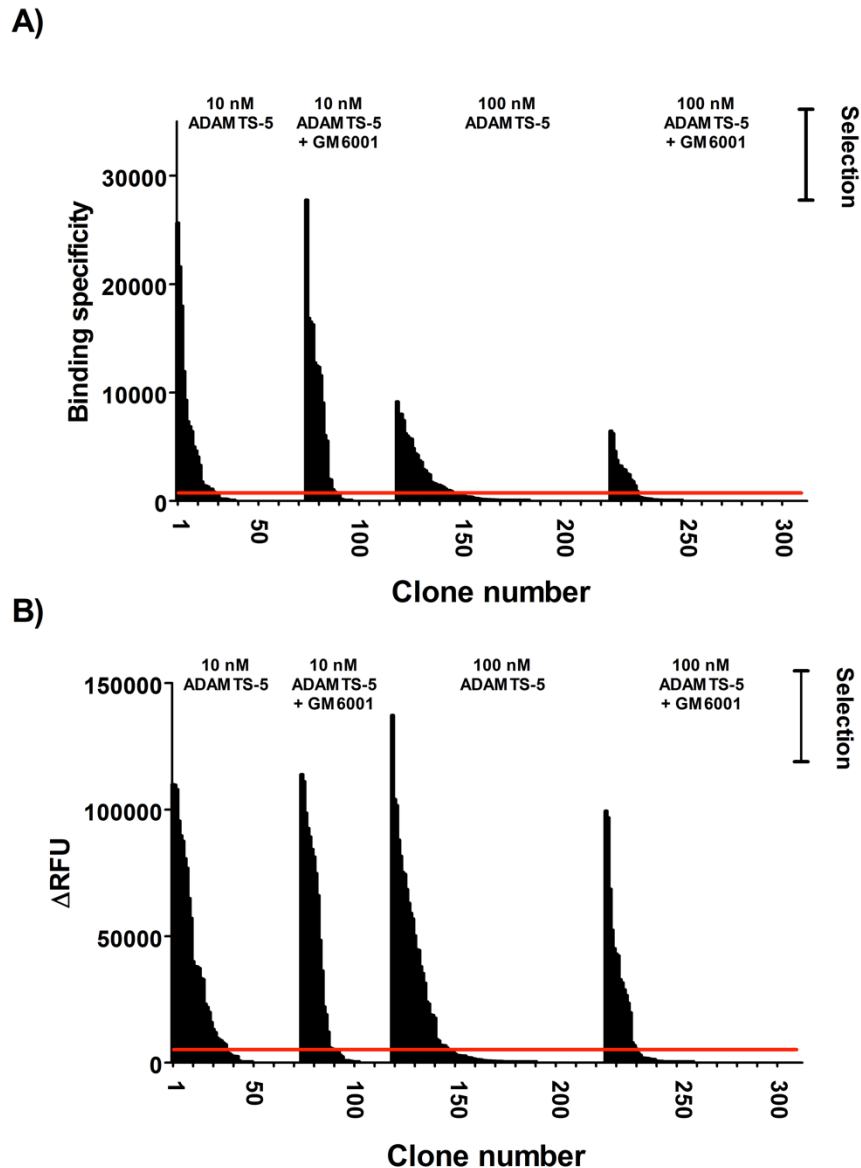 A)
10 nM
ADAMTS-5
10 nM
ADAMTS-5
+ GM6001
100 nM
ADAMTS-5
100 nM
ADAMTS-5
+ GM6001
Selection
Binding specificity
30000
20000
10000
0
1
50
100
150
200
250
300
Clone number
B)
10 nM
ADAMTS-5
10 nM
ADAMTS-5
+ GM6001
100 nM
ADAMTS-5
100 nM
ADAMTS-5
+ GM6001
Selection
ΔRFU
150000
100000
50000
0
1
50
100
150
200
250
300
Clone number